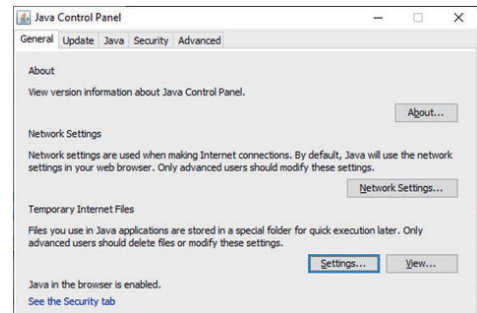 Java Control Panel
General Update Java Security Advanced
About
View version information about Java Control Panel.
About...
Network Settings
Network settings are used when making Internet connections. By default, Java will use the network
settings in your web browser. Only advanced users should modify these settings.
Network Settings...
Temporary Internet Files
Files you use in Java applications are stored in a special folder for quick execution later. Only
advanced users should delete files or modify these settings.
Settings... View...
Java in the browser is enabled.
See the Security tab